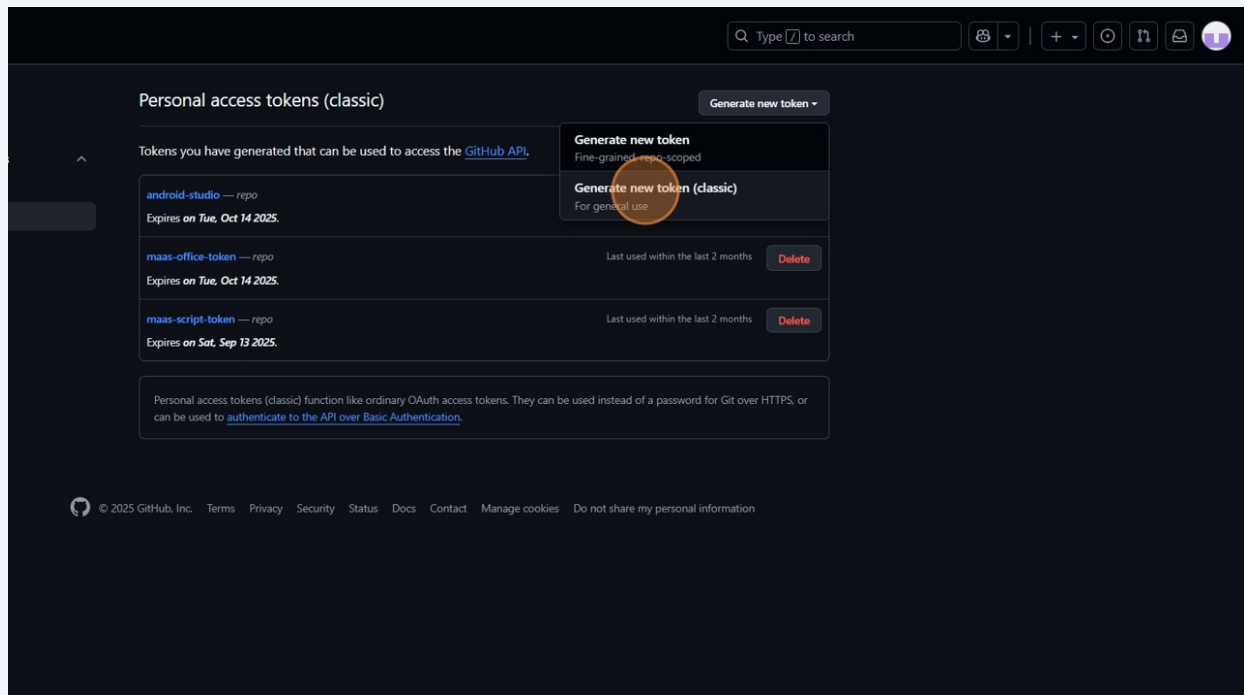 Type / to search
Personal access tokens (classic)
Generate new token
Tokens you have generated that can be used to access the GitHub API.
Generate new token
Fine-grained, repo-scoped
Generate new token (classic)
For general use
android-studio — repo
Expires on Tue, Oct 14 2025.
maas-office-token — repo
Last used within the last 2 months
Delete
Expires on Tue, Oct 14 2025.
maas-script-token — repo
Last used within the last 2 months
Delete
Expires on Sat, Sep 13 2025.
Personal access tokens (classic) function like ordinary OAuth access tokens. They can be used instead of a password for Git over HTTPS, or
can be used to authenticate to the API over Basic Authentication.
© 2025 GitHub, Inc. Terms Privacy Security Status Docs Contact Manage cookies Do not share my personal information